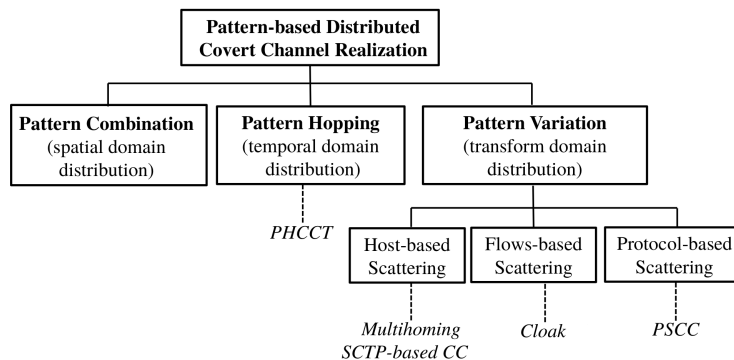 Pattern-based Distributed
Covert Channel Realization
Pattern Combination
(spatial domain
distribution)
Pattern Hopping
(temporal domain
distribution)
Pattern Variation
(transform domain
distribution)
PHCCT
Host-based
Scattering
Flows-based
Scattering
Protocol-based
Scattering
Multihoming
SCTP-based CC
Cloak
PSCC